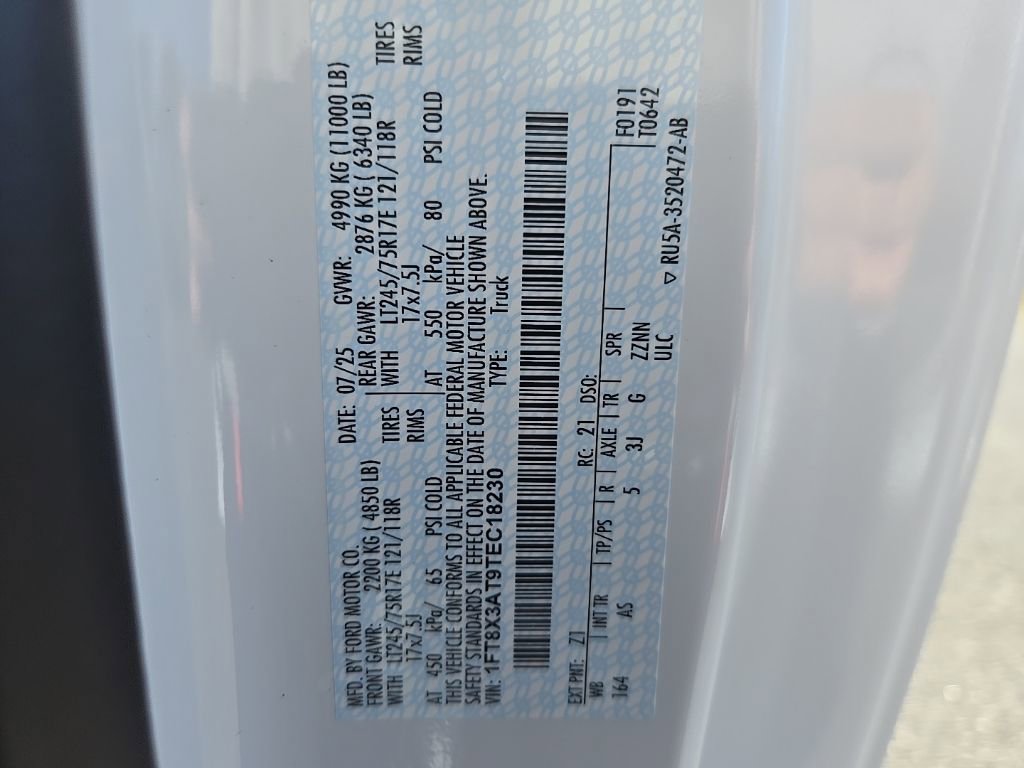 MFD. BY FORD MOTOR CO. DATE: 07/25 GVWR: 4990 KG (11000 LB)
FRONT GAWR: 2200 KG ( 4850 LB) REAR GAWR: 2876 KG ( 6340 LB)
WITH LT245/75R17E 121/118R TIRES WITH LT245/75R17E 121/118R TIRES
17x7.5J RIMS 17x7.5J RIMS
AT 450 kPa/ 65 PSI COLD AT 550 kPa/ 80 PSI COLD
THIS VEHICLE CONFORMS TO ALL APPLICABLE FEDERAL MOTOR VEHICLE
SAFETY STANDARDS IN EFFECT ON THE DATE OF MANUFACTURE SHOWN ABOVE.
VIN: 1FT8X3AT9TEC18230 TYPE: Truck
EXT PNT: Z1 RC: 21 DSO: F0191
WB INT TR TP/PS R AXLE TR SPR T0642
164 AS 5 3J G ZZNN
ULC
▽ RU5A-3520472-AB